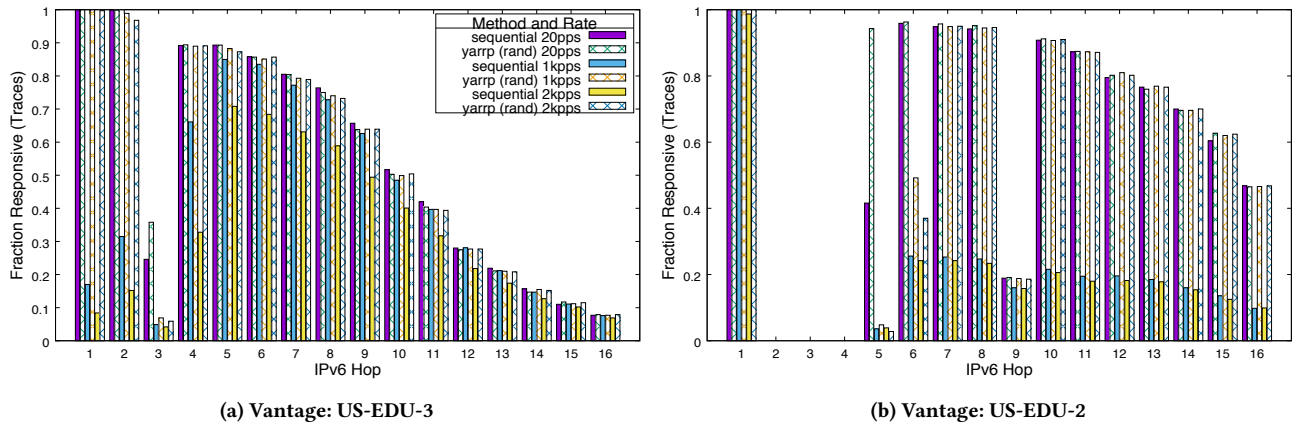 Fraction Responsive (Traces)
1
0.9
0.8
0.7
0.6
0.5
0.4
0.3
0.2
0.1
0
1 2 3 4 5 6 7 8 9 10 11 12 13 14 15 16
IPv6 Hop
Method and Rate
sequential 20pps
yarrp (rand) 20pps
sequential 1kpps
yarrp (rand) 1kpps
sequential 2kpps
yarrp (rand) 2kpps
(a) Vantage: US-EDU-3
Fraction Responsive (Traces)
1
0.8
0.6
0.4
0.2
0
1 2 3 4 5 6 7 8 9 10 11 12 13 14 15 16
IPv6 Hop
(b) Vantage: US-EDU-2